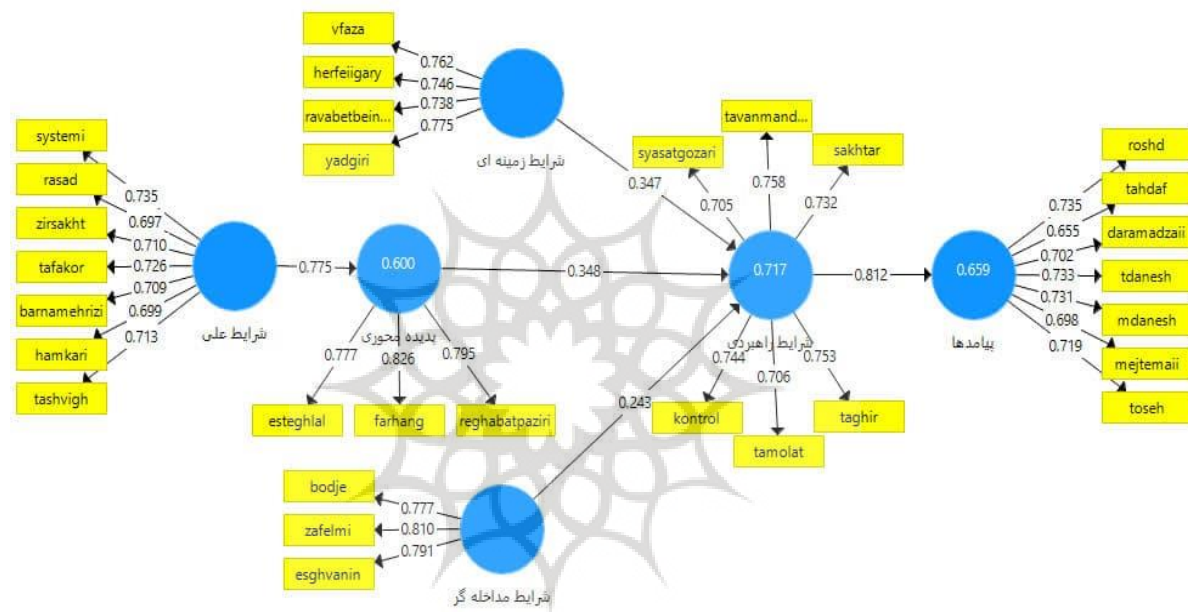 vfaza
herfeiigary
ravabetbein...
yadgiri
0.762
0.746
0.738
0.775
شرایط زمینه ای
systemi
rasad
zirsakht
tafakor
barnamehrizi
hamkari
tashvigh
0.735
0.697
0.710
0.726
0.709
0.699
0.713
شرایط علی
0.775
0.600
پدیده محوری
0.777
0.826
0.795
esteghlal
farhang
reghabatpaziri
0.347
0.348
0.243
syasatgozari
tavanmand...
sakhtar
0.705
0.758
0.732
0.717
شرایط راهبردی
0.744
0.706
0.753
kontrol
tamolat
taghir
0.812
0.659
پیامدها
0.735
0.655
0.702
0.733
0.731
0.698
0.719
roshd
tahdaf
daramadzaii
tdanesh
mdanesh
mejtemaii
toseh
bodje
zafelmi
esghvanin
0.777
0.810
0.791
شرایط مداخله گر